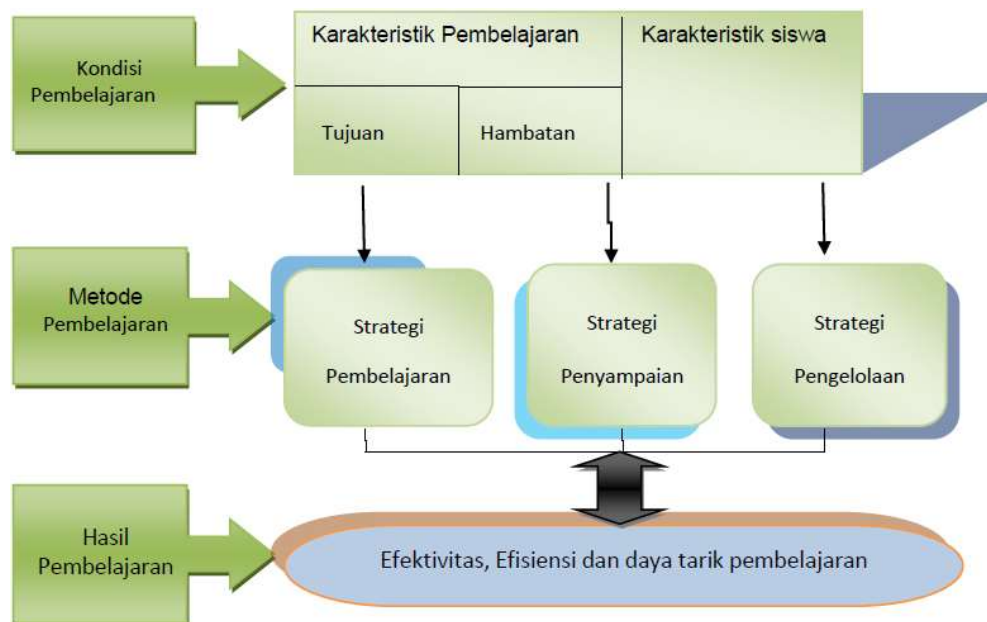 Kondisi
Pembelajaran
Karakteristik Pembelajaran
Karakteristik siswa
Tujuan
Hambatan
Metode
Pembelajaran
Strategi
Pembelajaran
Strategi
Penyampaian
Strategi
Pengelolaan
Hasil
Pembelajaran
Efektivitas, Efisiensi dan daya tarik pembelajaran